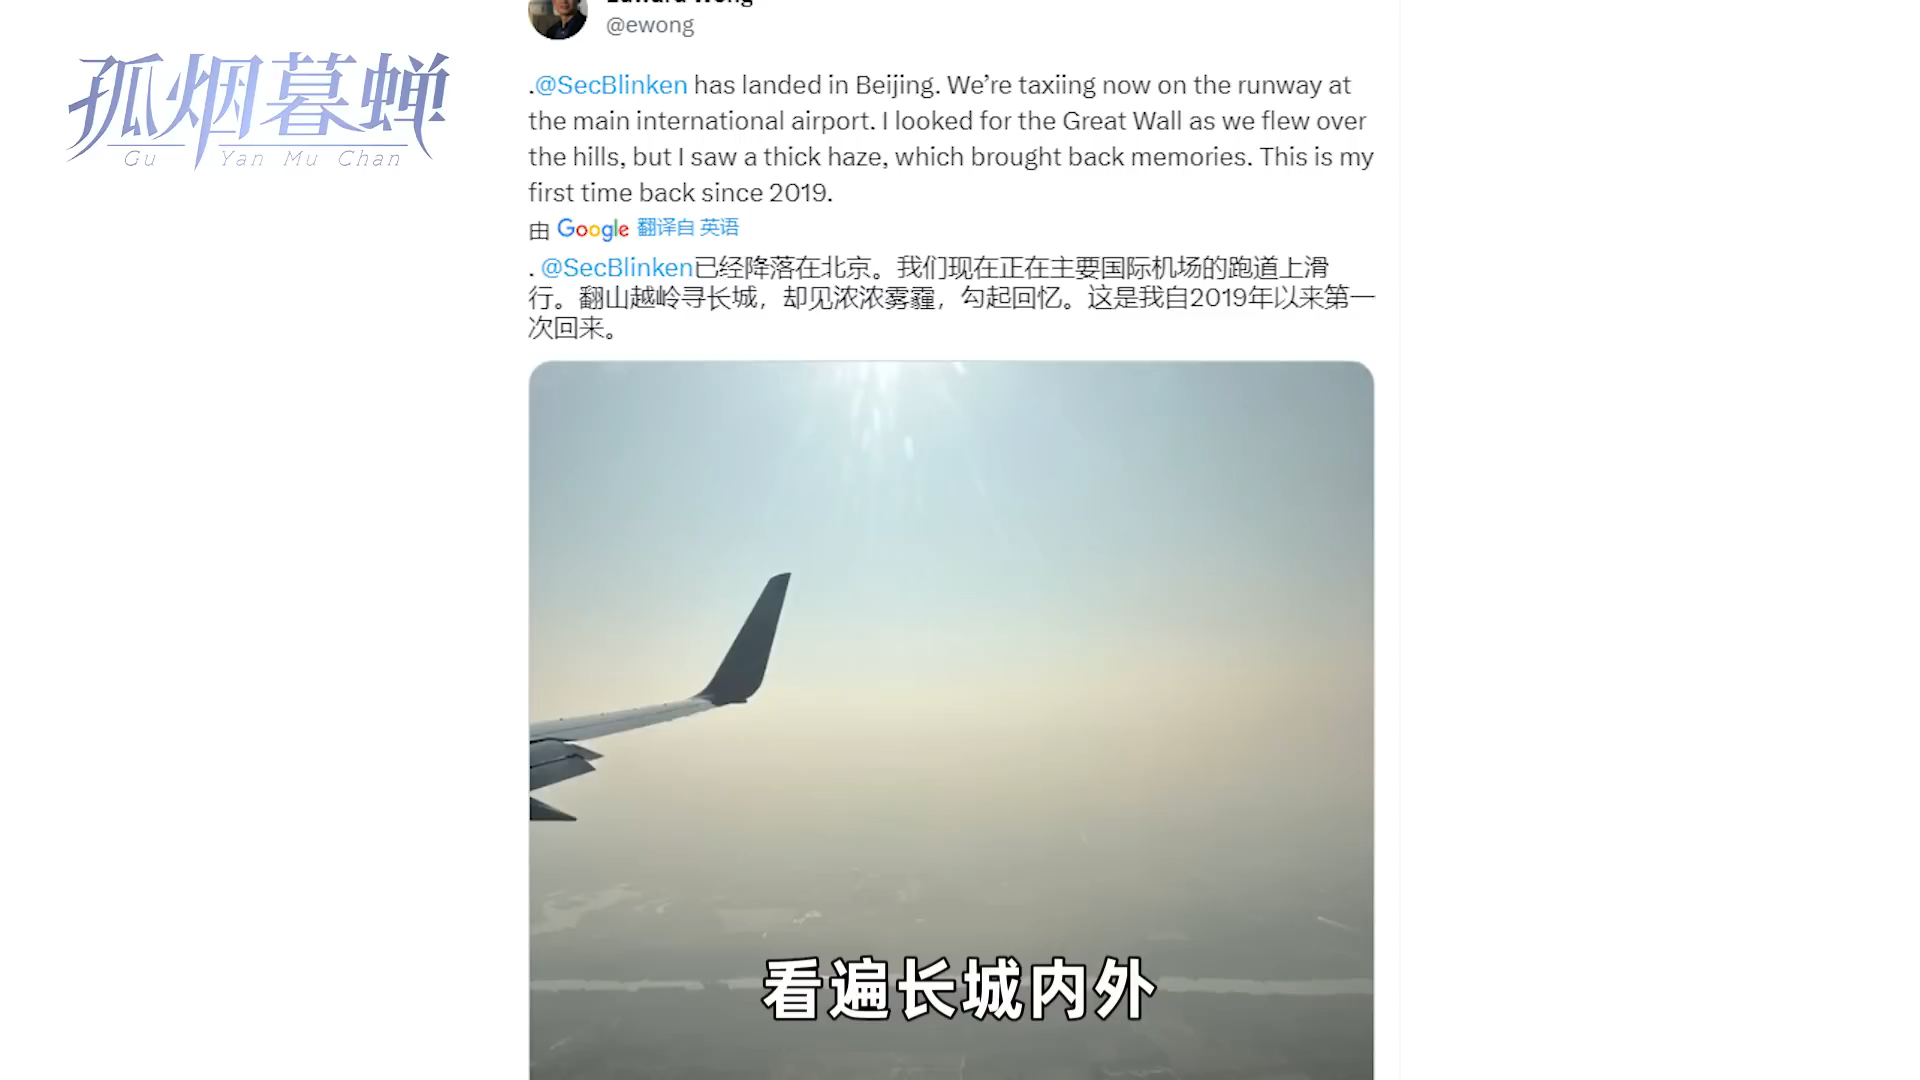 Edward Wong
@ewong
孤烟暮蝉
Gu Yan Mu Chan
.@SecBlinken has landed in Beijing. We’re taxiing now on the runway at
the main international airport. I looked for the Great Wall as we flew over
the hills, but I saw a thick haze, which brought back memories. This is my
first time back since 2019.
由 Google 翻译自 英语
. @SecBlinken已经降落在北京。我们现在正在主要国际机场的跑道上滑
行。翻山越岭寻长城，却见浓浓雾霾，勾起回忆。这是我自2019年以来第一
次回来。
看遍长城内外